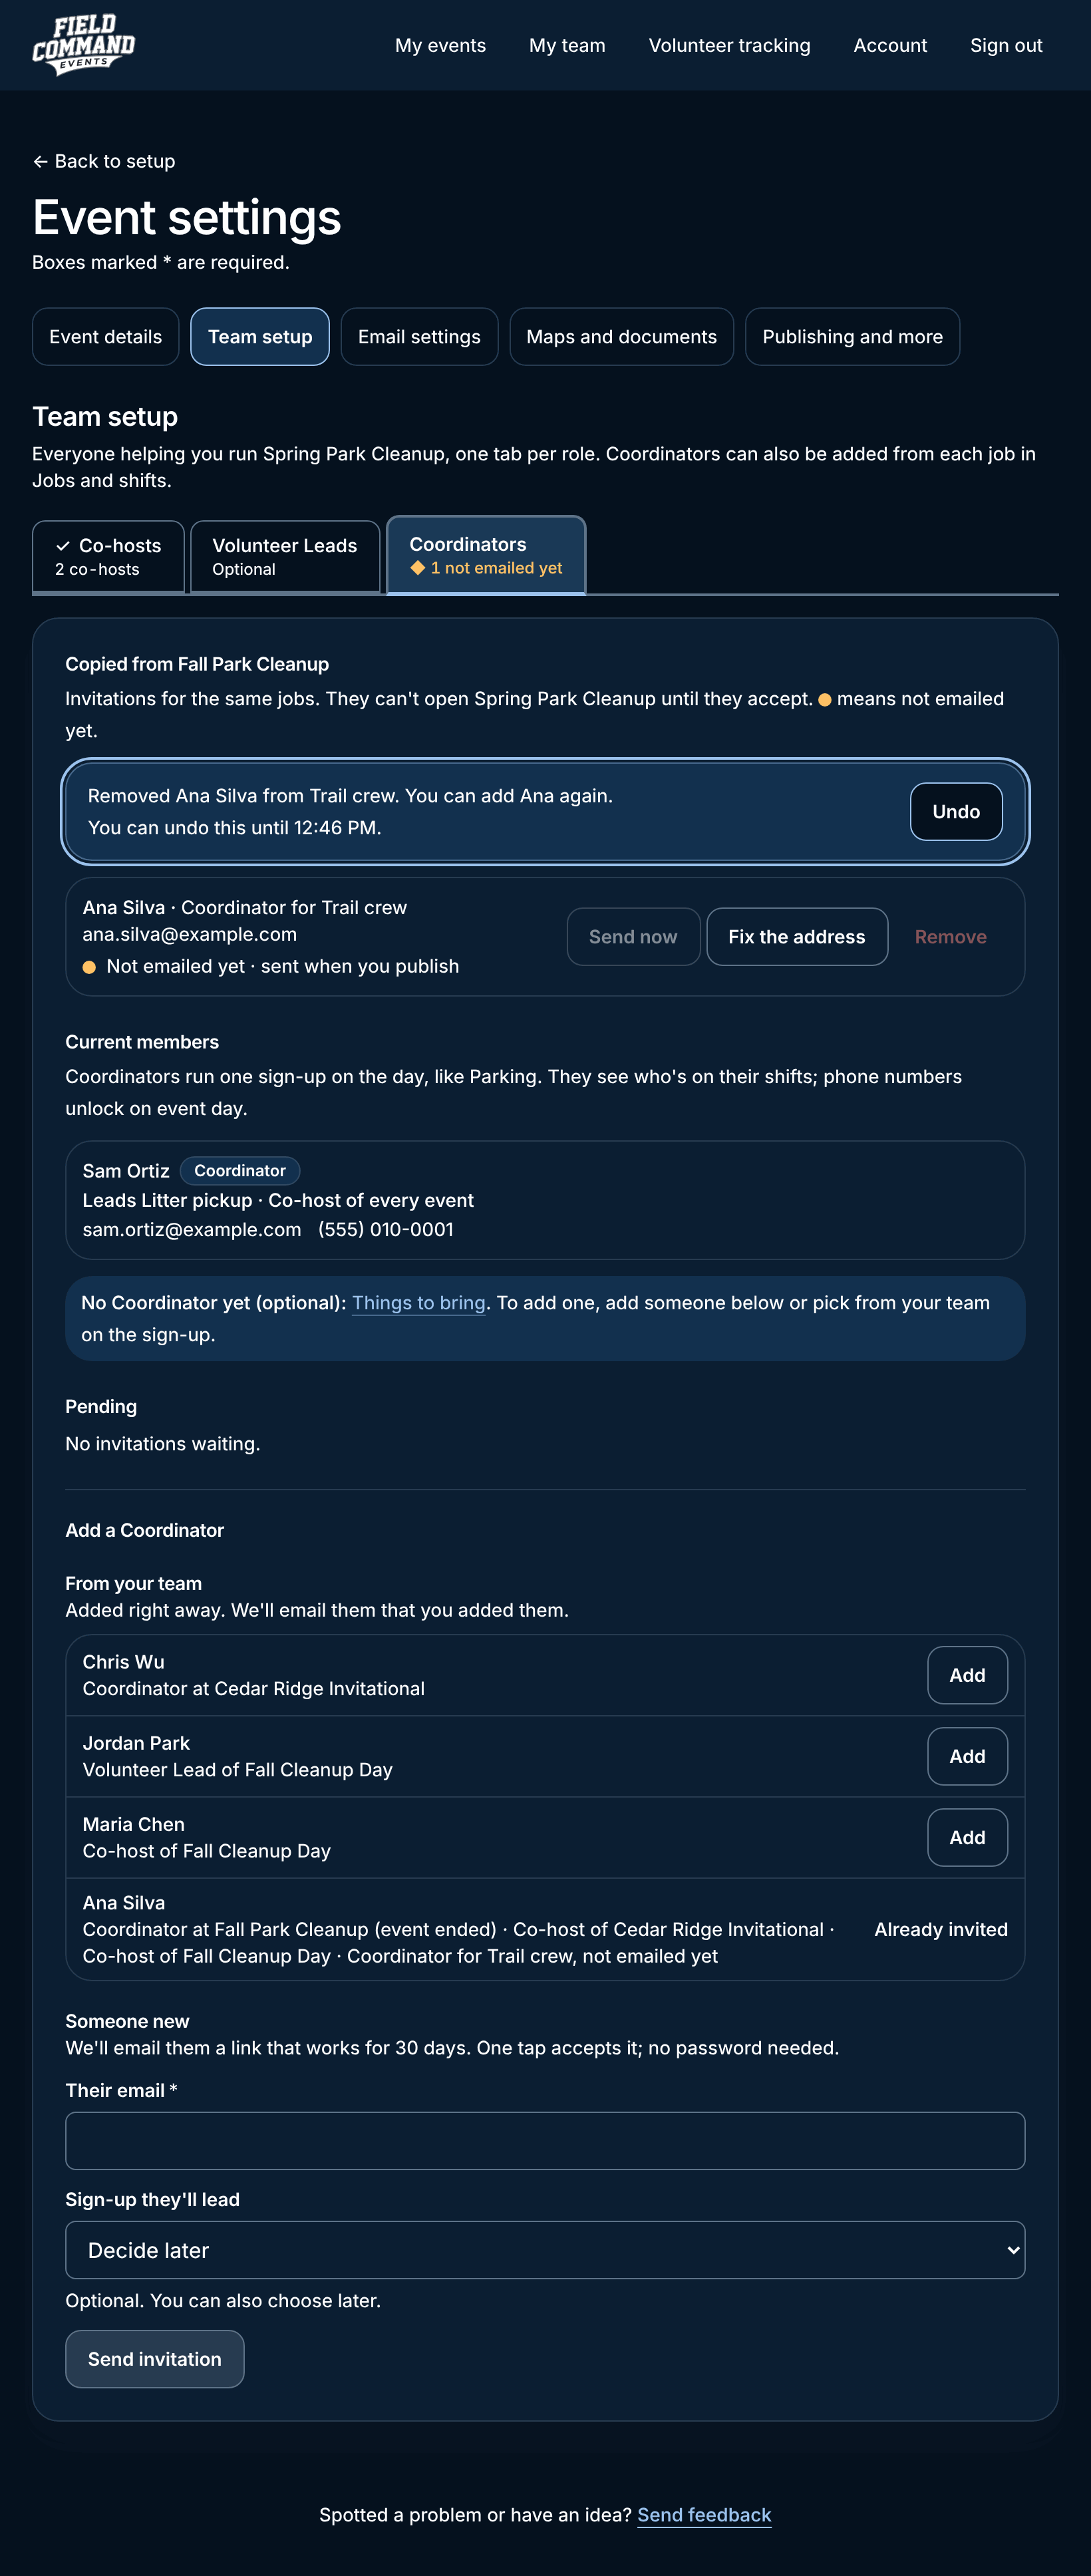 FIELD
COMMAND
EVENTS
My events
My team
Volunteer tracking
Account
Sign out
← Back to setup
Event settings
Boxes marked * are required.
Event details
Team setup
Email settings
Maps and documents
Publishing and more
Team setup
Everyone helping you run Spring Park Cleanup, one tab per role. Coordinators can also be added from each job in
Jobs and shifts.
✓ Co-hosts
2 co-hosts
Volunteer Leads
Optional
Coordinators
◆ 1 not emailed yet
Copied from Fall Park Cleanup
Invitations for the same jobs. They can't open Spring Park Cleanup until they accept. ● means not emailed
yet.
Removed Ana Silva from Trail crew. You can add Ana again.
You can undo this until 12:46 PM.
Undo
Ana Silva · Coordinator for Trail crew
ana.silva@example.com
● Not emailed yet · sent when you publish
Send now
Fix the address
Remove
Current members
Coordinators run one sign-up on the day, like Parking. They see who's on their shifts; phone numbers
unlock on event day.
Sam Ortiz Coordinator
Leads Litter pickup · Co-host of every event
sam.ortiz@example.com (555) 010-0001
No Coordinator yet (optional): Things to bring. To add one, add someone below or pick from your team
on the sign-up.
Pending
No invitations waiting.
Add a Coordinator
From your team
Added right away. We'll email them that you added them.
Chris Wu
Coordinator at Cedar Ridge Invitational
Add
Jordan Park
Volunteer Lead of Fall Cleanup Day
Add
Maria Chen
Co-host of Fall Cleanup Day
Add
Ana Silva
Coordinator at Fall Park Cleanup (event ended) · Co-host of Cedar Ridge Invitational ·
Co-host of Fall Cleanup Day · Coordinator for Trail crew, not emailed yet
Already invited
Someone new
We'll email them a link that works for 30 days. One tap accepts it; no password needed.
Their email *
Sign-up they'll lead
Decide later
Optional. You can also choose later.
Send invitation
Spotted a problem or have an idea? Send feedback